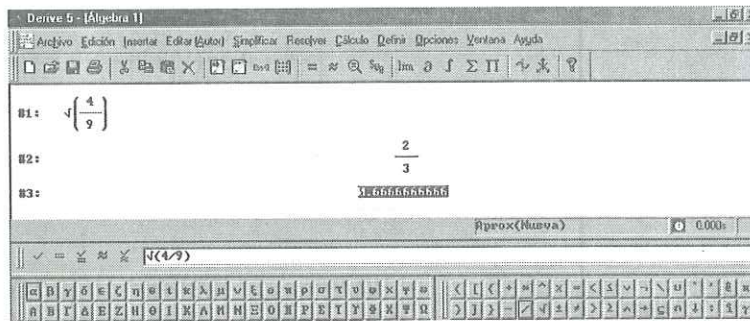 Derive 5 - [Álgebra 1]
Archivo Edición Insertar Editar(Autor) Simplificar Resolver Cálculo Definir Opciones Ventana Ayuda
lim ∂ ∫ Σ Π
#1: √(4/9)
#2: 2/3
#3: 0.6666666666
Aprox(Nueva) 0.000s
√(4/9)
α β γ δ ε ζ η θ ι κ λ μ ν ξ ο π ρ σ τ υ φ χ ψ ω
Α Β Γ Δ Ε Ζ Η Θ Ι Κ Λ Μ Ν Ξ Ο Π Ρ Σ Τ Υ Φ Χ Ψ Ω